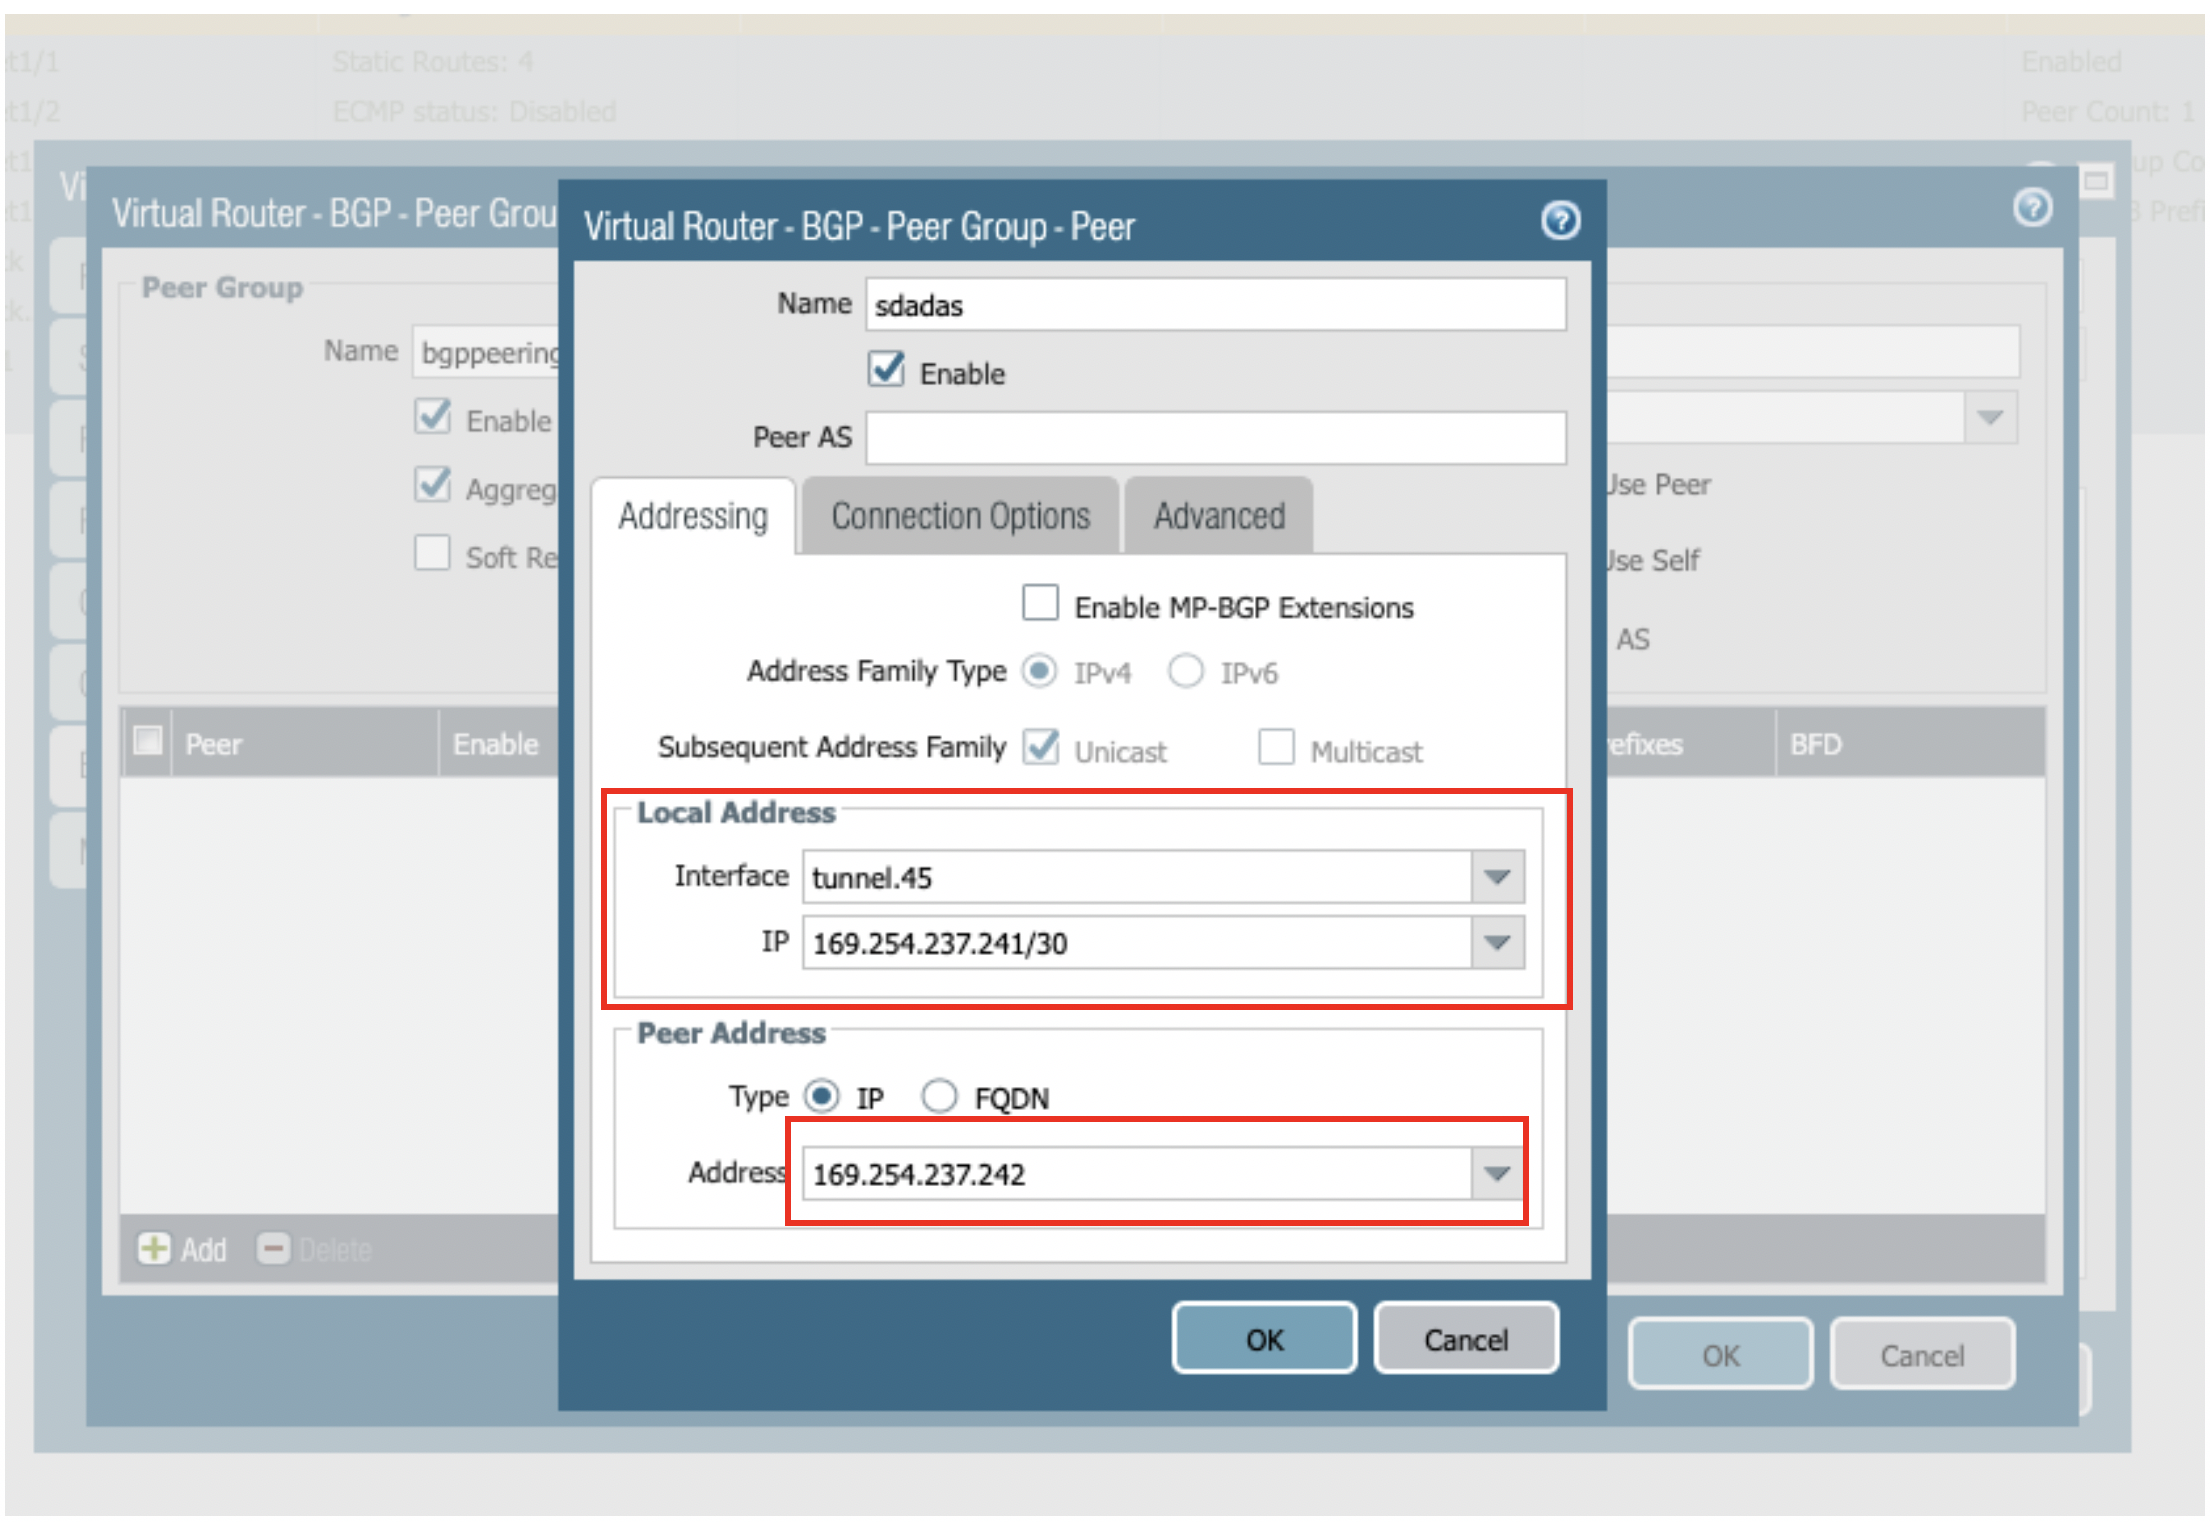 et1/1
Static Routes: 4
Enabled
et1/2
ECMP status: Disabled
Peer Count: 1
Virtual Router - BGP - Peer Grou
Peer Group
Name
bgppeering
Enable
Aggreg
Soft Re
Peer
Enable
Add
Delete
Virtual Router - BGP - Peer Group - Peer
Name
sdadas
Enable
Peer AS
Addressing
Connection Options
Advanced
Enable MP-BGP Extensions
Address Family Type
IPv4
IPv6
Subsequent Address Family
Unicast
Multicast
Local Address
Interface
tunnel.45
IP
169.254.237.241/30
Peer Address
Type
IP
FQDN
Address
169.254.237.242
OK
Cancel
Use Peer
Use Self
AS
efixes
BFD
OK
Cancel